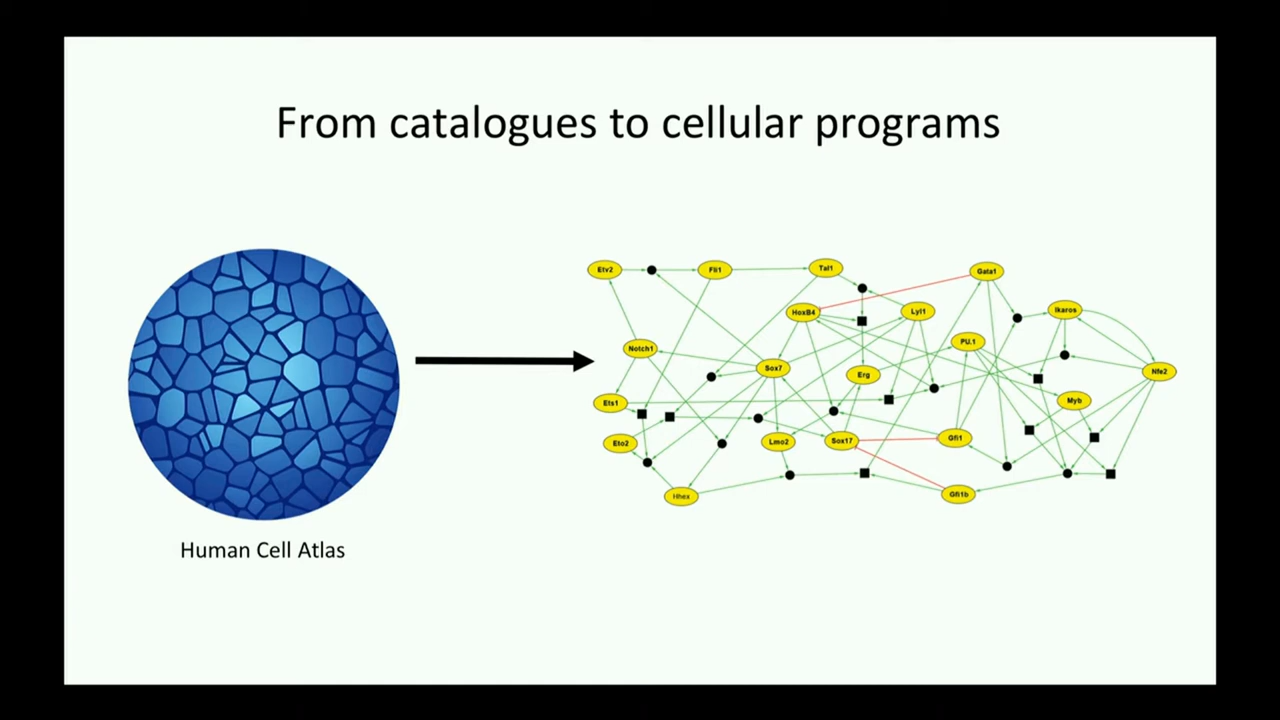 From catalogues to cellular programs
Etv2
Fli1
Tal1
Gata1
HoxB4
Lyl1
Ikaros
PU.1
Notch1
Sox7
Erg
Nfe2
Ets1
Myb
Eto2
Lmo2
Sox17
Gfi1
Hhex
Gfi1b
Human Cell Atlas